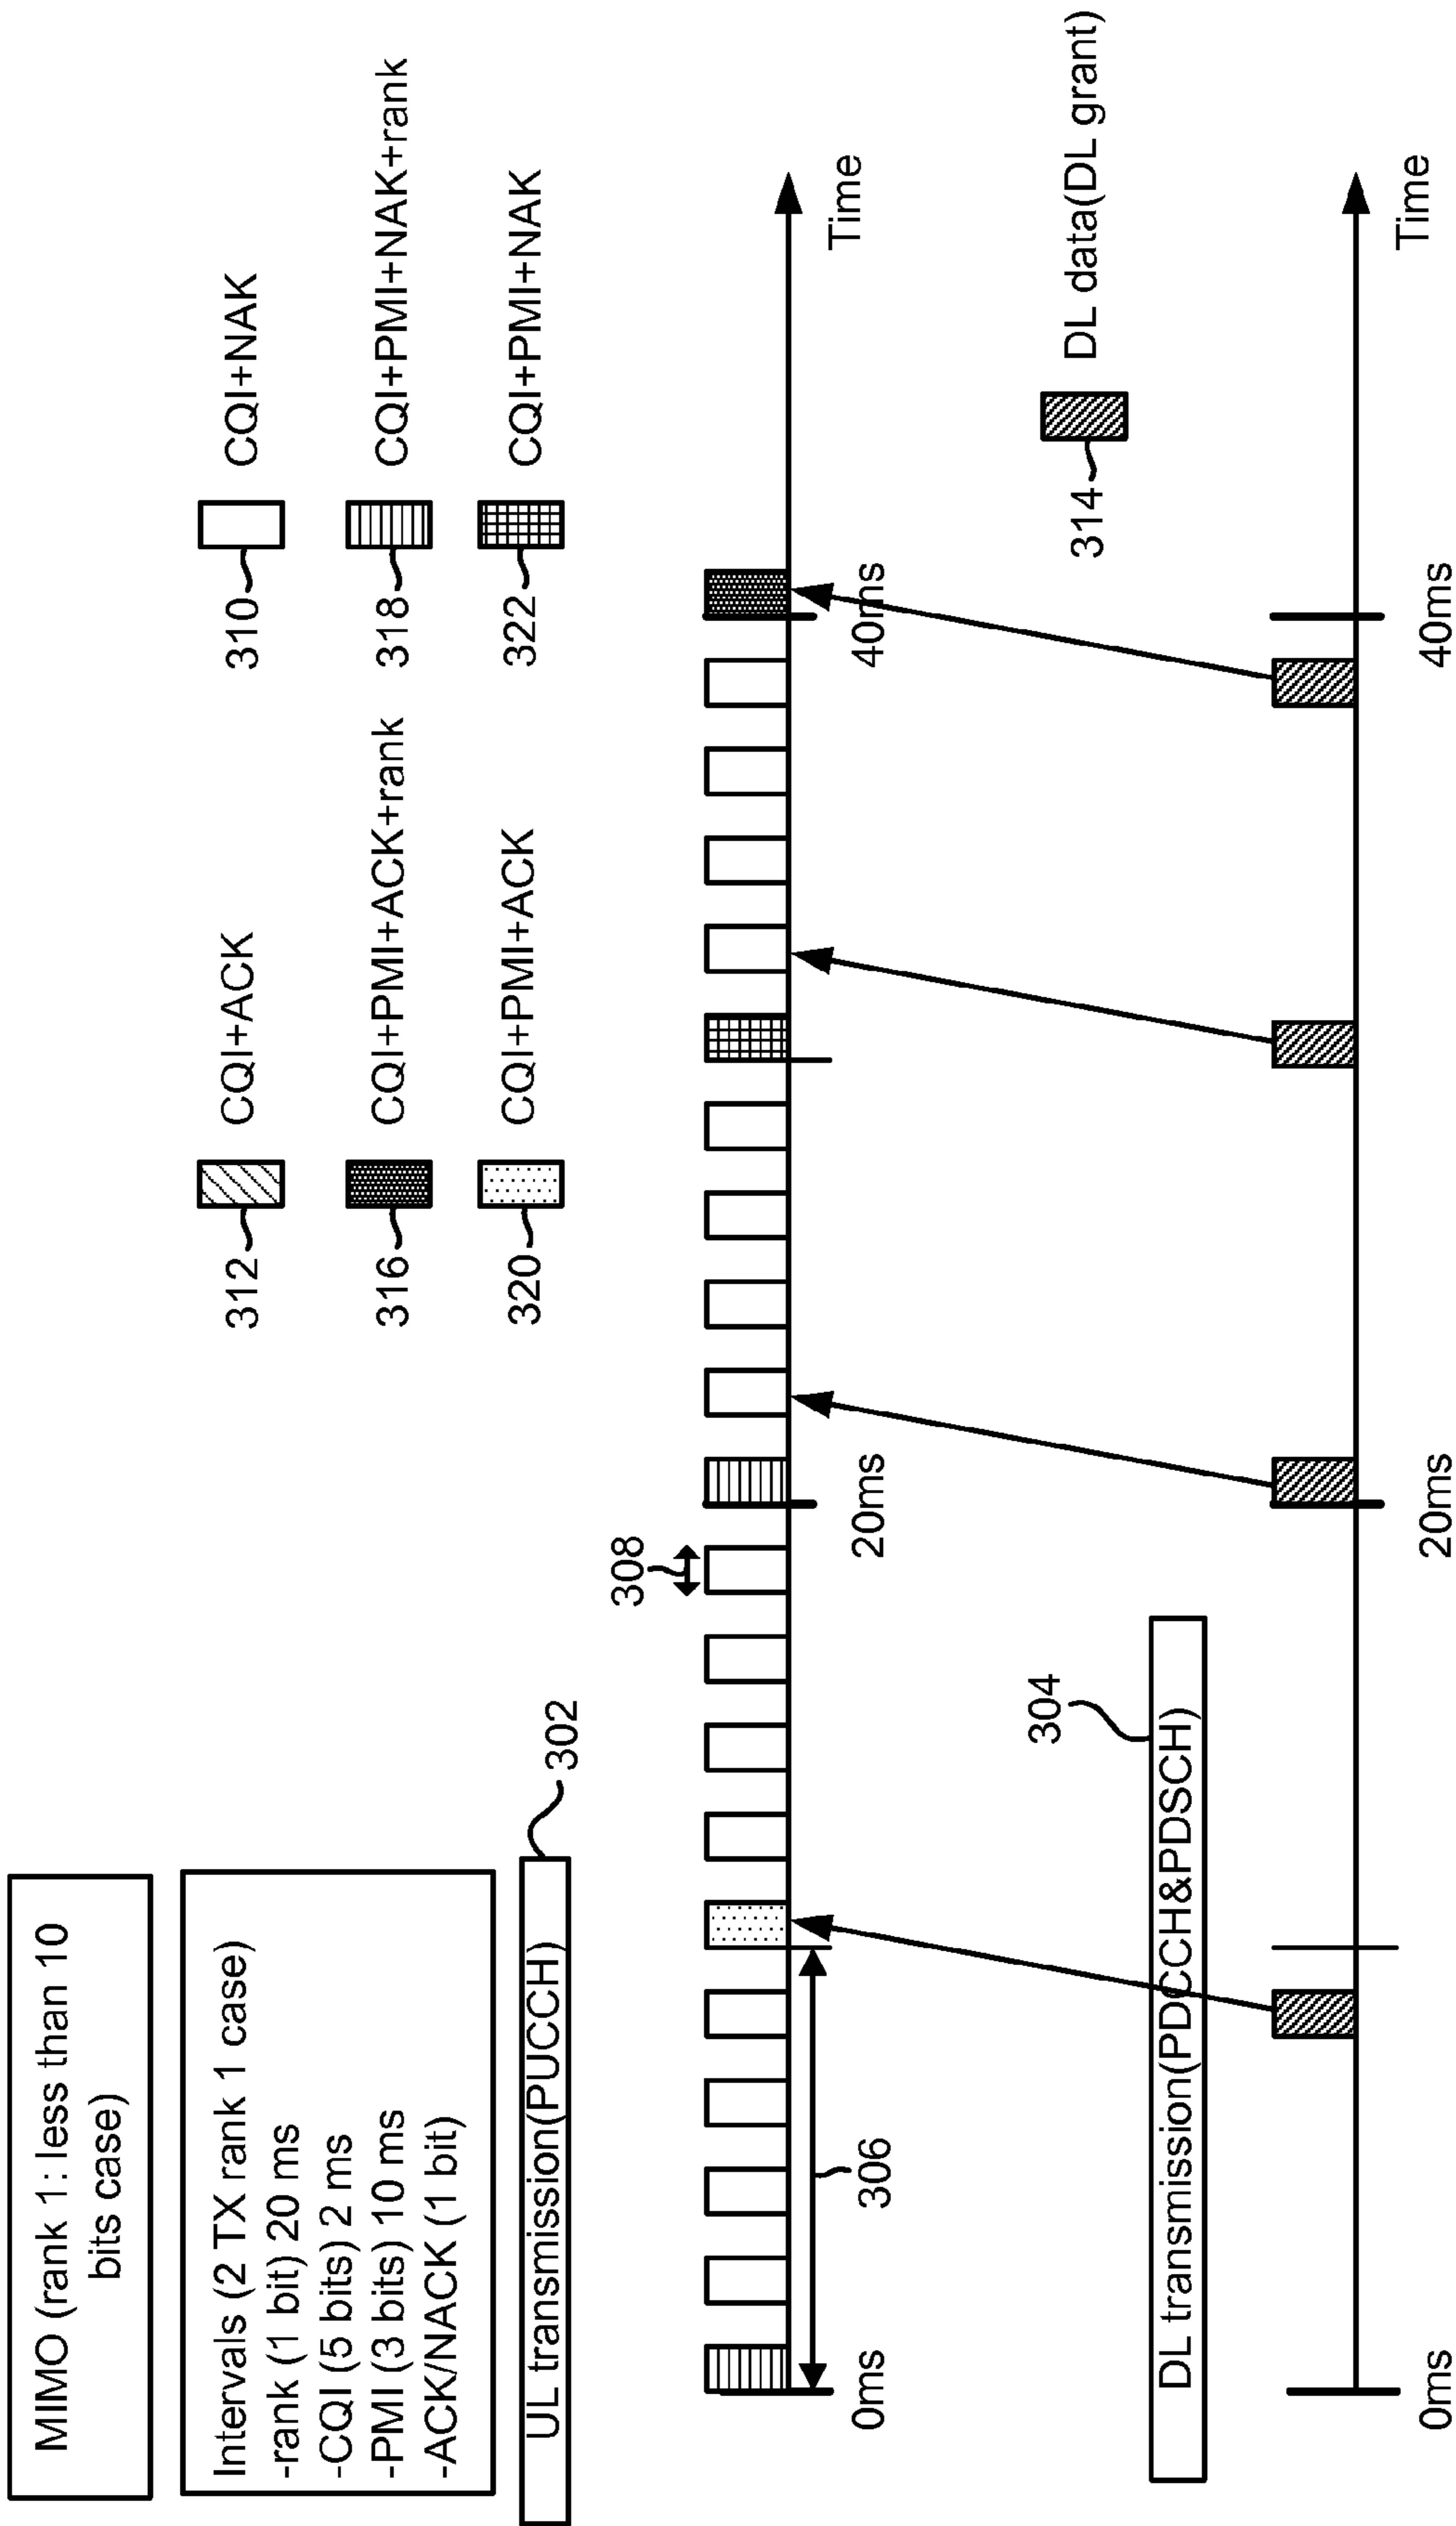 MIMO (rank 1: less than 10
bits case)
Intervals (2 TX rank 1 case)
-rank (1 bit) 20 ms
-CQI (5 bits) 2 ms
-PMI (3 bits) 10 ms
-ACK/NACK (1 bit)
UL transmission(PUCCH)
302
312
CQI+ACK
310
CQI+NAK
316
CQI+PMI+ACK+rank
318
CQI+PMI+NAK+rank
320
CQI+PMI+ACK
322
CQI+PMI+NAK
308
306
0ms
20ms
40ms
Time
304
DL transmission(PDCCH&PDSCH)
314
DL data(DL grant)
0ms
20ms
40ms
Time